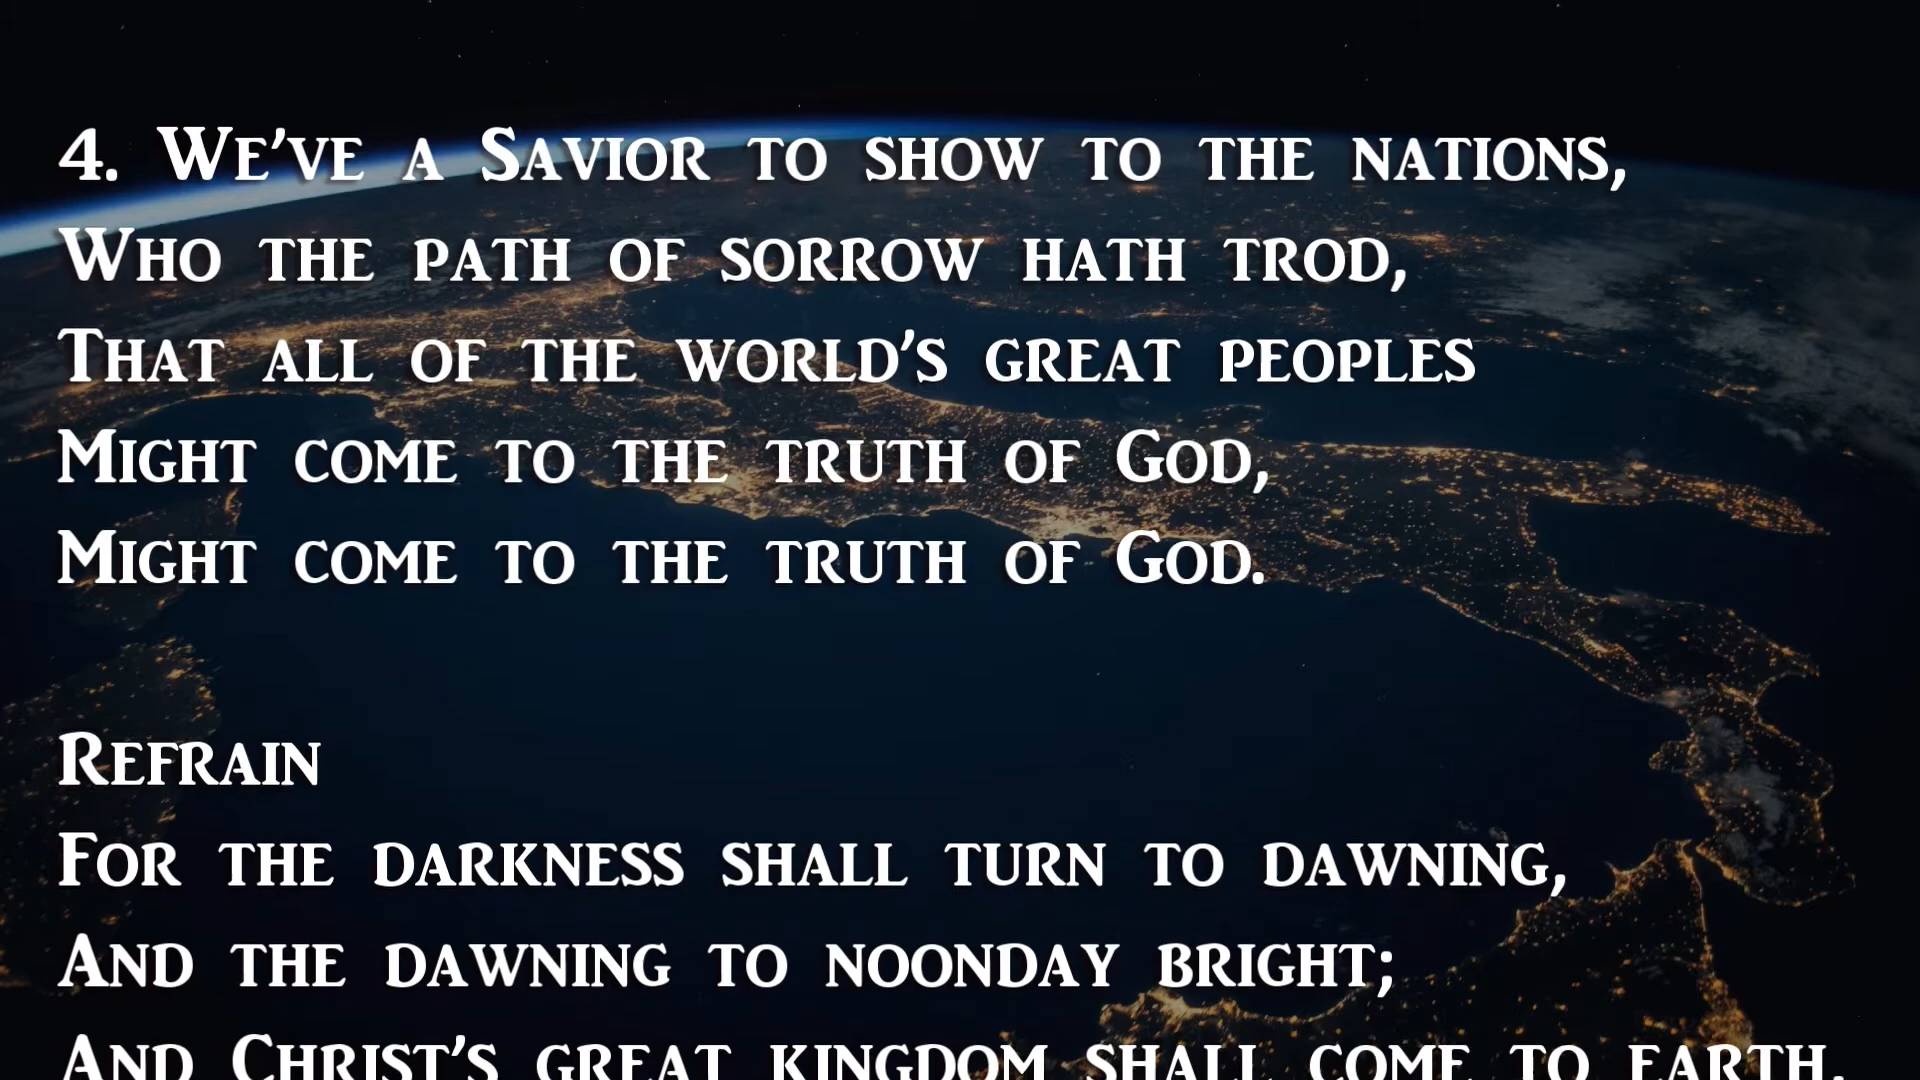 4. We've a Savior to show to the nations,
Who the path of sorrow hath trod,
That all of the world's great peoples
Might come to the truth of God,
Might come to the truth of God.
Refrain
For the darkness shall turn to dawning,
And the dawning to noonday bright;
And Christ's great kingdom shall come to earth,